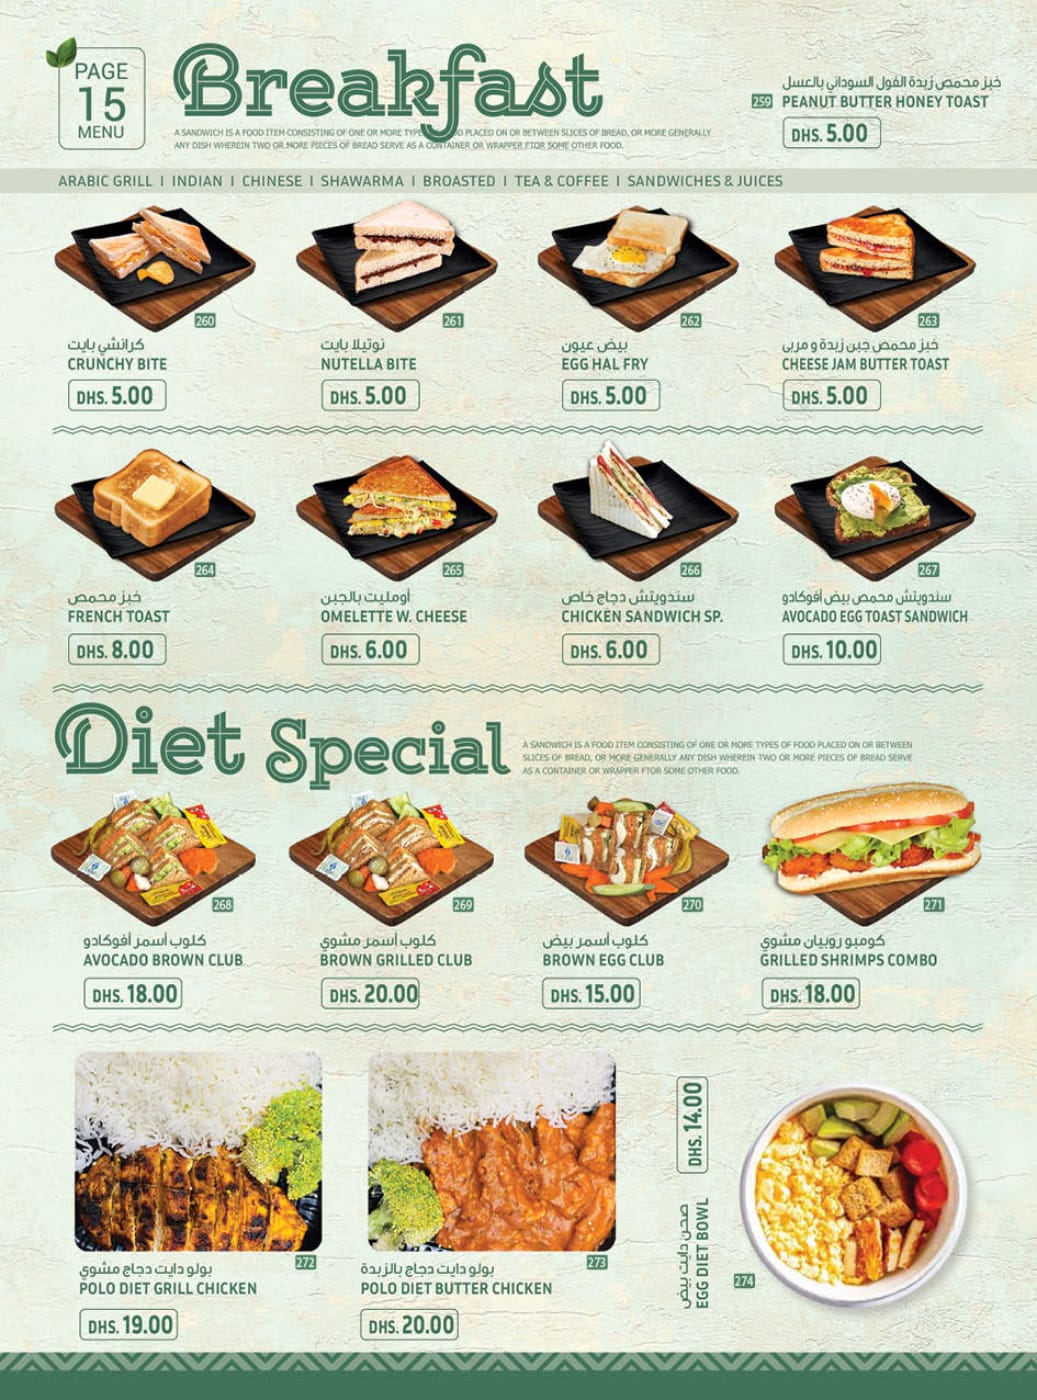 PAGE
15
MENU
Breakfast
A SANDWICH IS A FOOD ITEM CONSISTING OF ONE OR MORE PLACED ON OR BETWEEN SLICES OF BREAD, OR MORE GENERALLY
ANY DISH WHEREIN TWO OR MORE PIECES OF BREAD SERVE AS A CONTAINER OR WRAPPER FTOR SOME OTHER FOOD.
خبز محمص زبدة الفول السوداني بالعسل
259 PEANUT BUTTER HONEY TOAST
DHS. 5.00
ARABIC GRILL I INDIAN I CHINESE I SHAWARMA I BROASTED I TEA & COFFEE I SANDWICHES & JUICES
260
كرانشي بايت
CRUNCHY BITE
DHS. 5.00
261
نوتيلا بايت
NUTELLA BITE
DHS. 5.00
262
بيض عيون
EGG HAL FRY
DHS. 5.00
263
خبز محمص جبن زبدة و مربى
CHEESE JAM BUTTER TOAST
DHS. 5.00
264
خبز محمص
FRENCH TOAST
DHS. 8.00
265
أومليت بالجبن
OMELETTE W. CHEESE
DHS. 6.00
266
سندويتش دجاج خاص
CHICKEN SANDWICH SP.
DHS. 6.00
267
سندويتش محمص بيض أفوكادو
AVOCADO EGG TOAST SANDWICH
DHS. 10.00
Diet Special
A SANDWICH IS A FOOD ITEM CONSISTING OF ONE OR MORE TYPES OF FOOD PLACED ON OR BETWEEN
SLICES OF BREAD, OR MORE GENERALLY ANY DISH WHEREIN TWO OR MORE PIECES OF BREAD SERVE
AS A CONTAINER OR WRAPPER FTOR SOME OTHER FOOD.
268
كلوب أسمر أفوكادو
AVOCADO BROWN CLUB
DHS. 18.00
269
كلوب أسمر مشوي
BROWN GRILLED CLUB
DHS. 20.00
270
كلوب أسمر بيض
BROWN EGG CLUB
DHS. 15.00
271
كومبو روبيان مشوي
GRILLED SHRIMPS COMBO
DHS. 18.00
272
بولو دايت دجاج مشوي
POLO DIET GRILL CHICKEN
DHS. 19.00
273
بولو دايت دجاج بالزبدة
POLO DIET BUTTER CHICKEN
DHS. 20.00
DHS. 14.00
صحن دايت بيض
EGG DIET BOWL
274